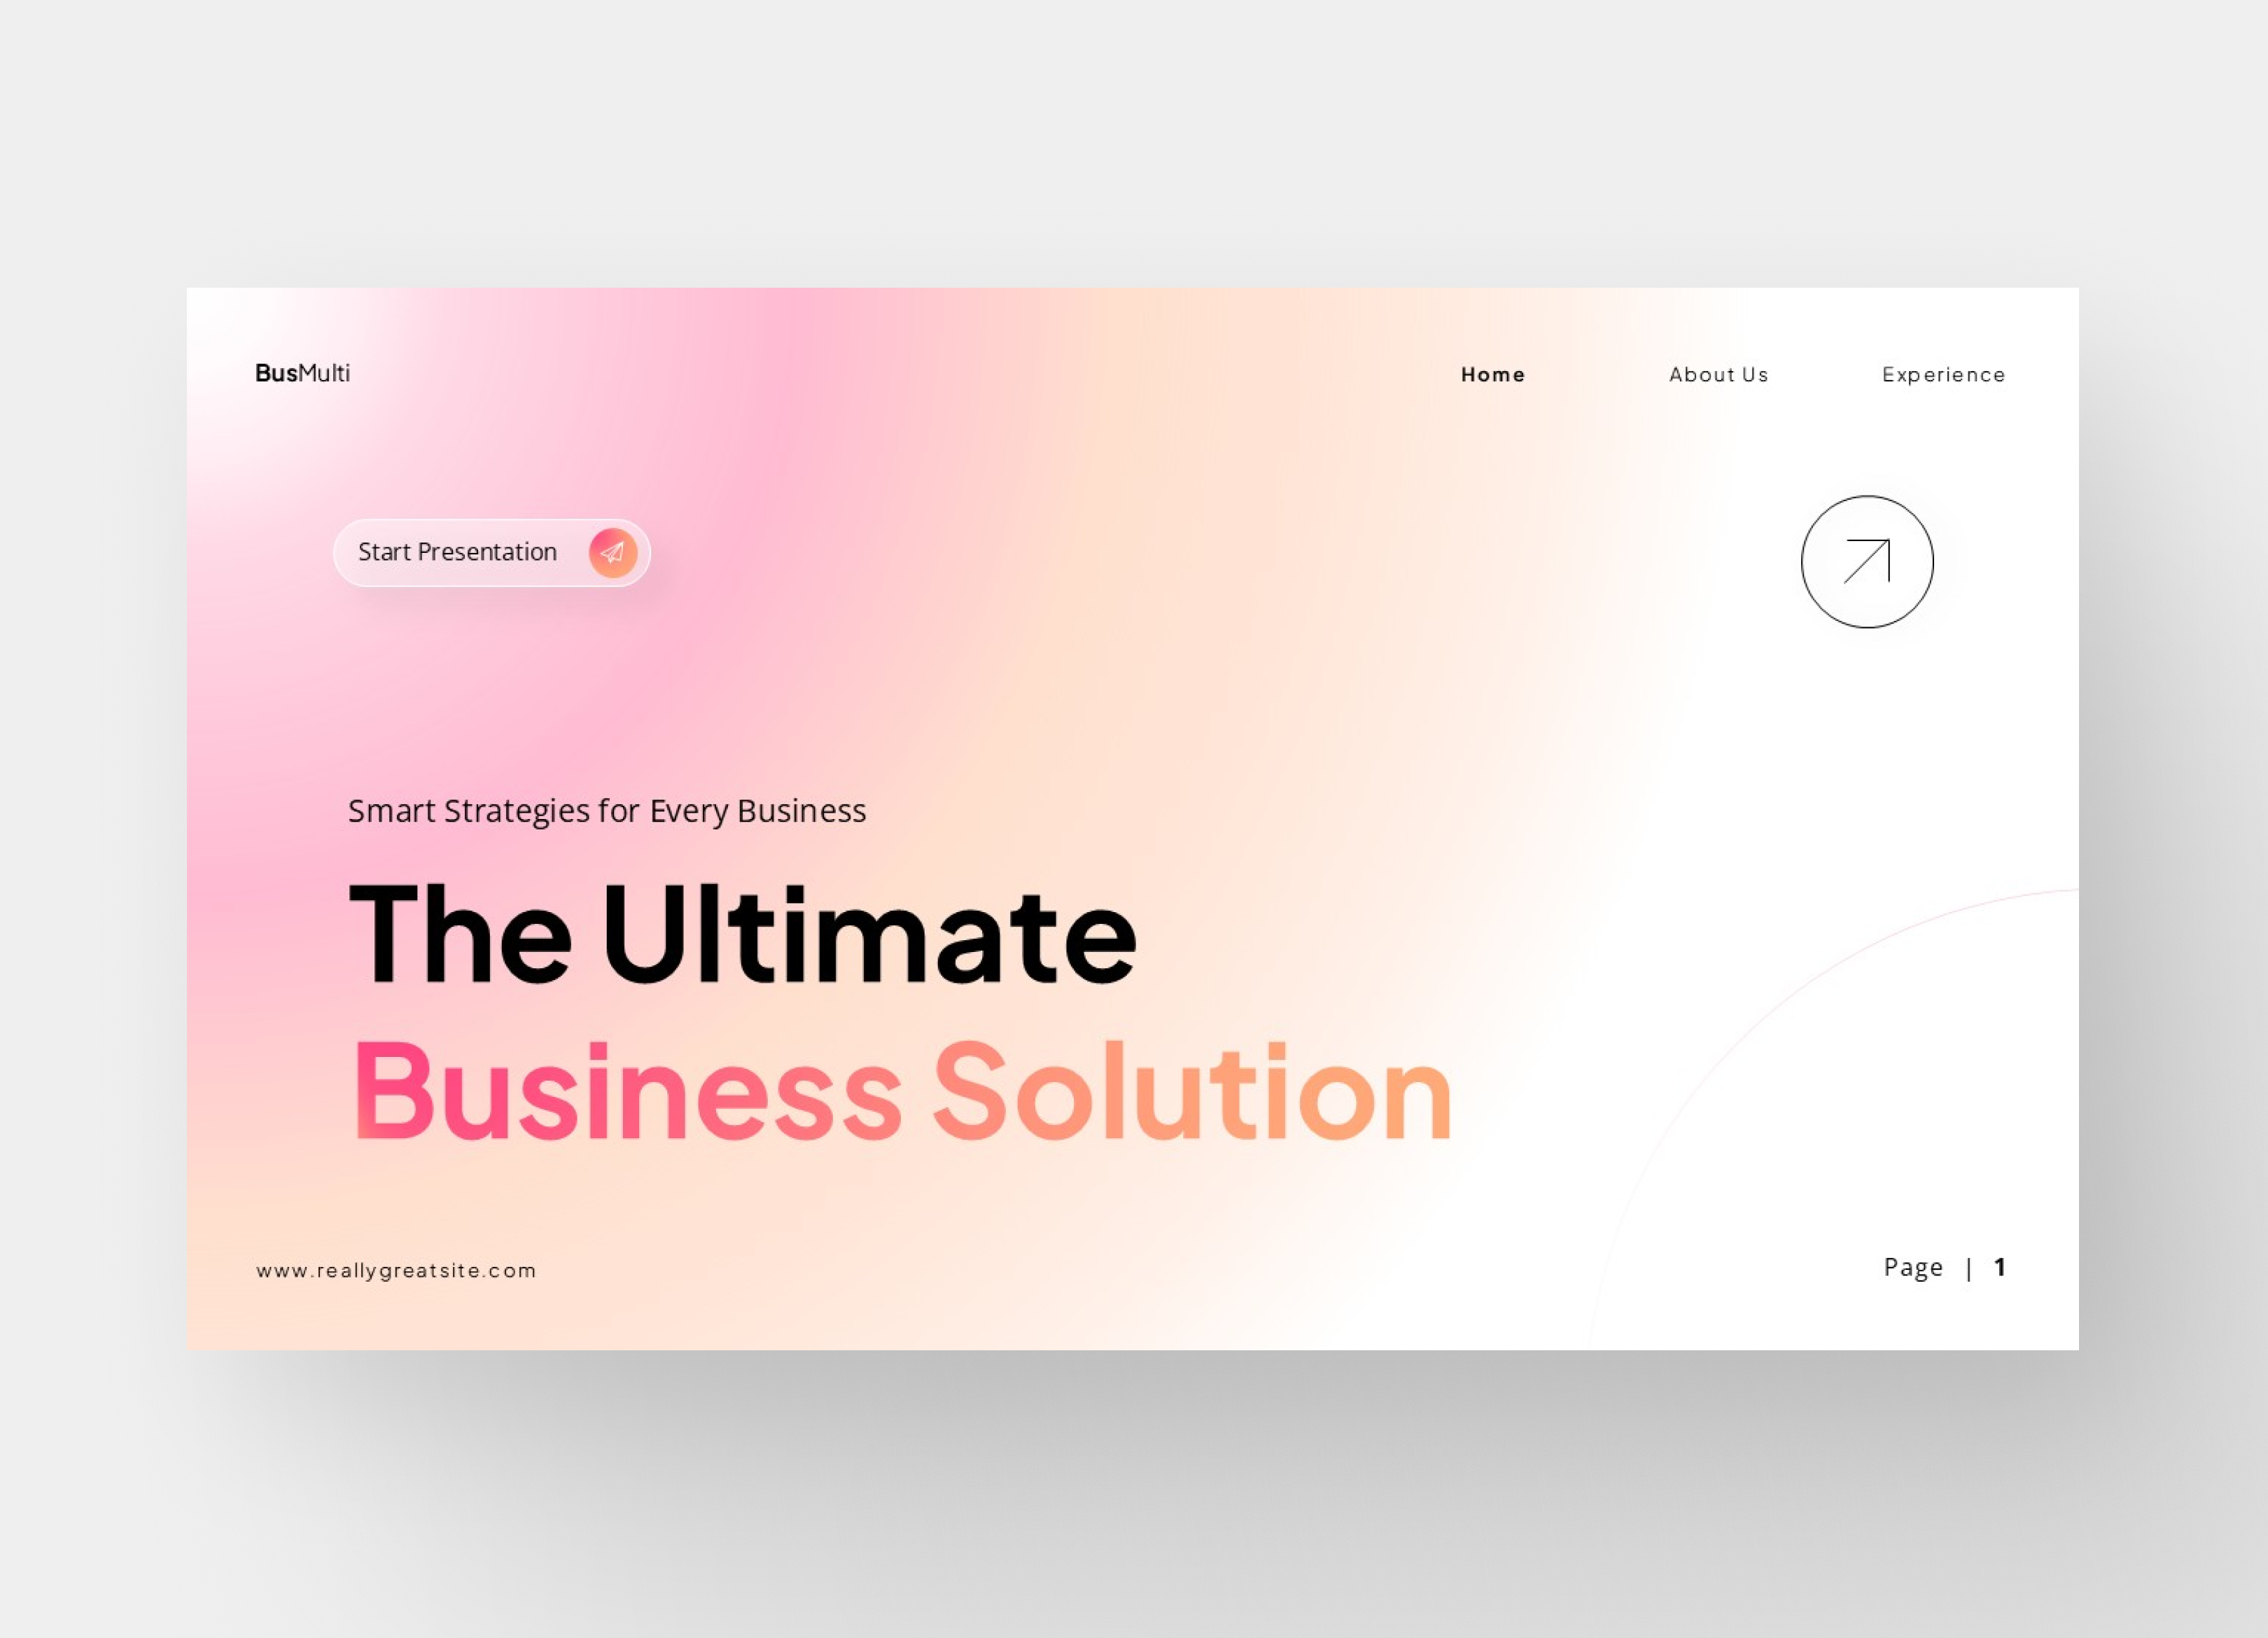 BusMulti
Home About Us Experience
Start Presentation
Smart Strategies for Every Business
The Ultimate
Business Solution
www.reallygreatsite.com
Page | 1